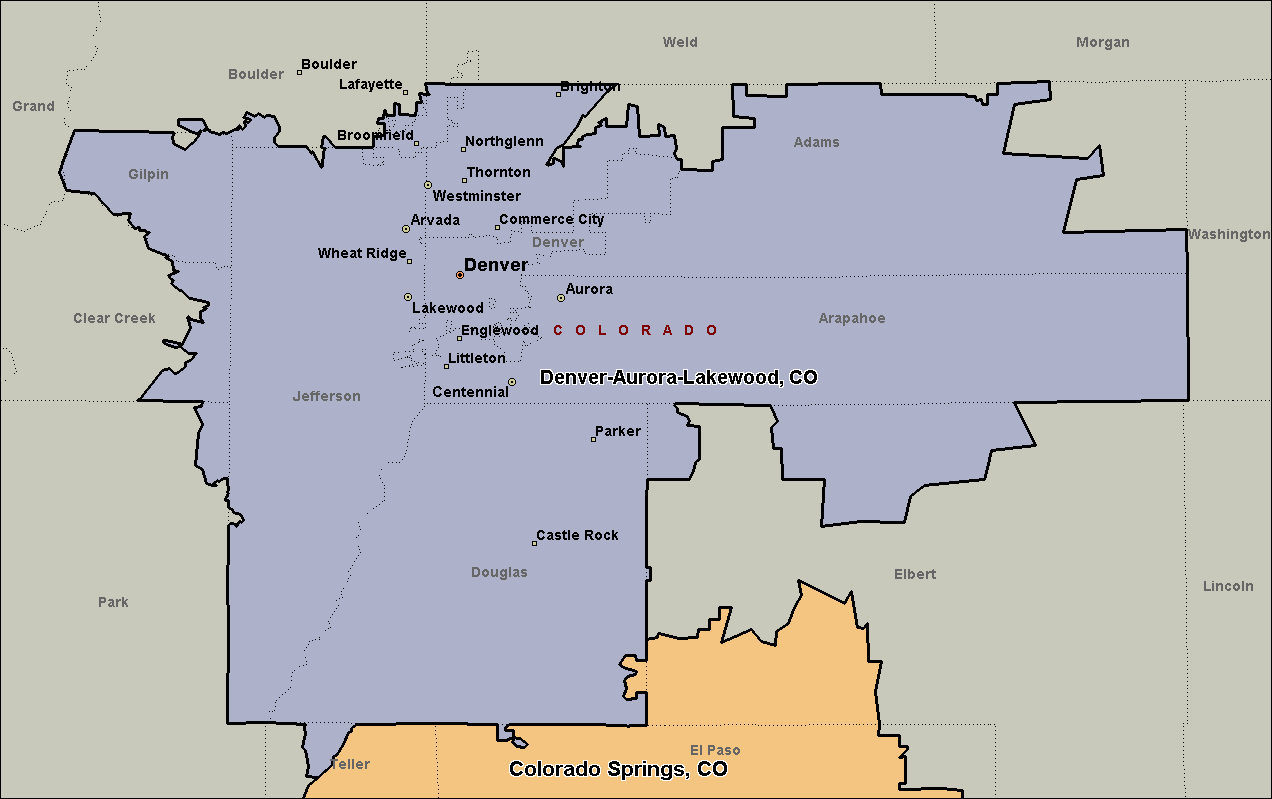 Weld
Morgan
Boulder
Boulder
Lafayette
Brighton
Grand
Broomfield
Northglenn
Adams
Gilpin
Thornton
Westminster
Arvada
Commerce City
Washington
Denver
Wheat Ridge
Denver
Aurora
Lakewood
Clear Creek
Arapahoe
Englewood
COLORADO
Littleton
Denver-Aurora-Lakewood, CO
Centennial
Jefferson
Parker
Castle Rock
Douglas
Elbert
Lincoln
Park
El Paso
Teller
Colorado Springs, CO